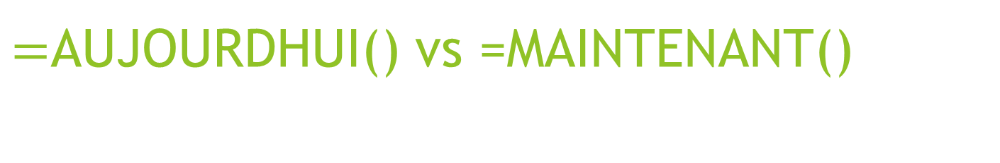 =AUJOURDHUI() vs =MAINTENANT()